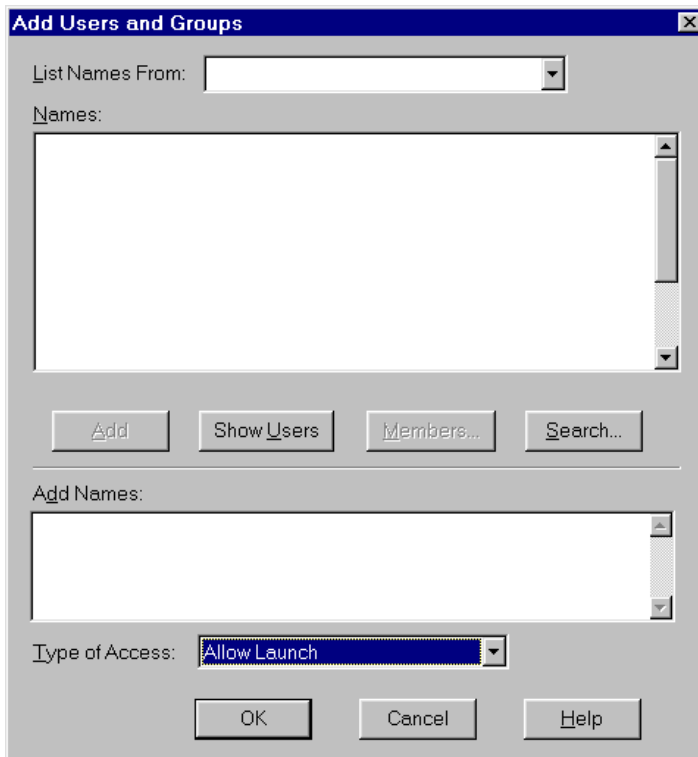 Add Users and Groups
List Names From:
Names:
Add Show Users Members... Search...
Add Names:
Type of Access: Allow Launch
OK Cancel Help